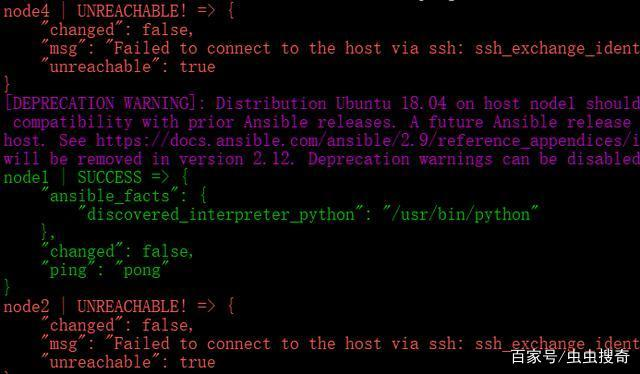 node4 | UNREACHABLE! => {
    "changed": false,
    "msg": "Failed to connect to the host via ssh: ssh_exchange_ident
    "unreachable": true
}
[DEPRECATION WARNING]: Distribution Ubuntu 18.04 on host node1 should
 compatibility with prior Ansible releases. A future Ansible release
host. See https://docs.ansible.com/ansible/2.9/reference_appendices/i
will be removed in version 2.12. Deprecation warnings can be disabled
node1 | SUCCESS => {
    "ansible_facts": {
        "discovered_interpreter_python": "/usr/bin/python"
    },
    "changed": false,
    "ping": "pong"
}
node2 | UNREACHABLE! => {
    "changed": false,
    "msg": "Failed to connect to the host via ssh: ssh_exchange_ident
    "unreachable": true
百家号/虫虫搜奇